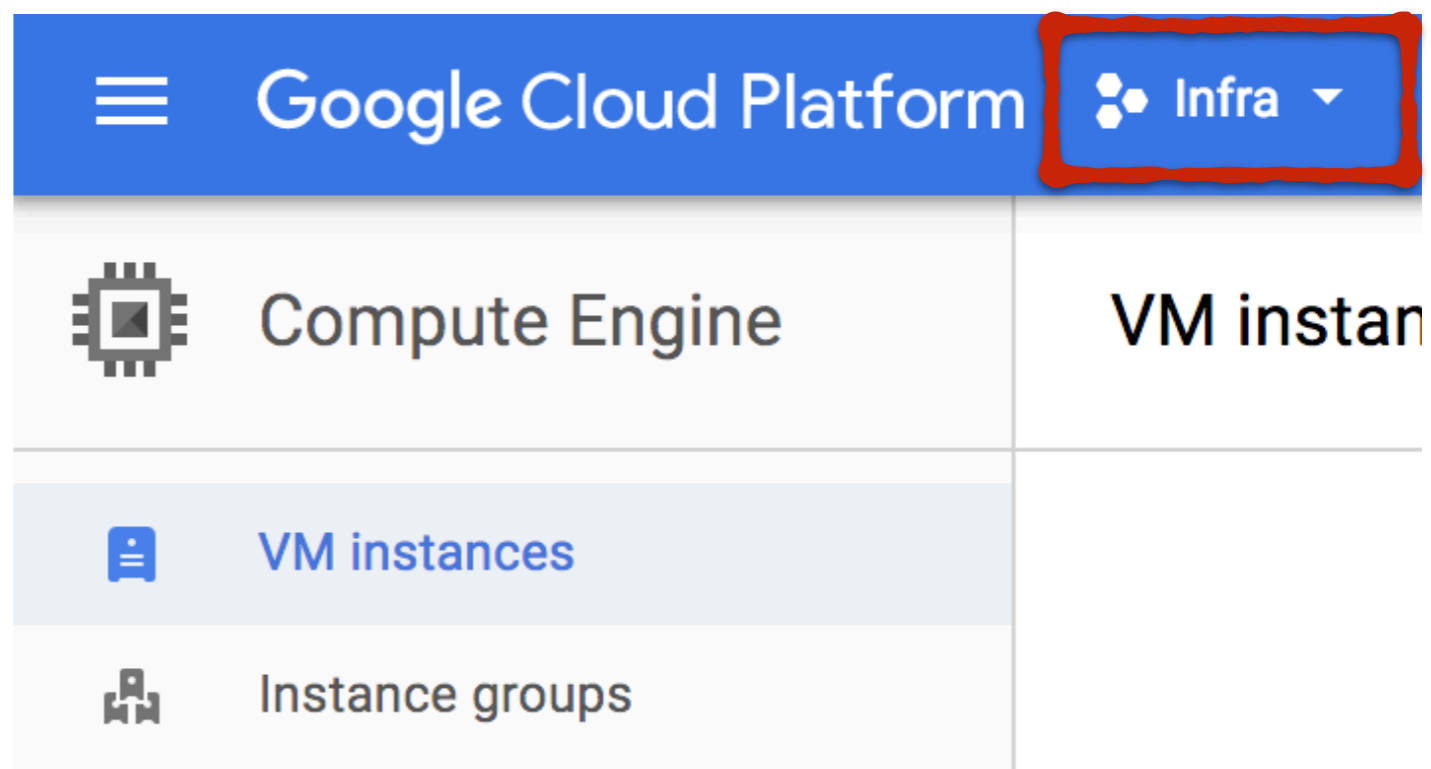 Google Cloud Platform Infra
Compute Engine
VM instan
VM instances
Instance groups